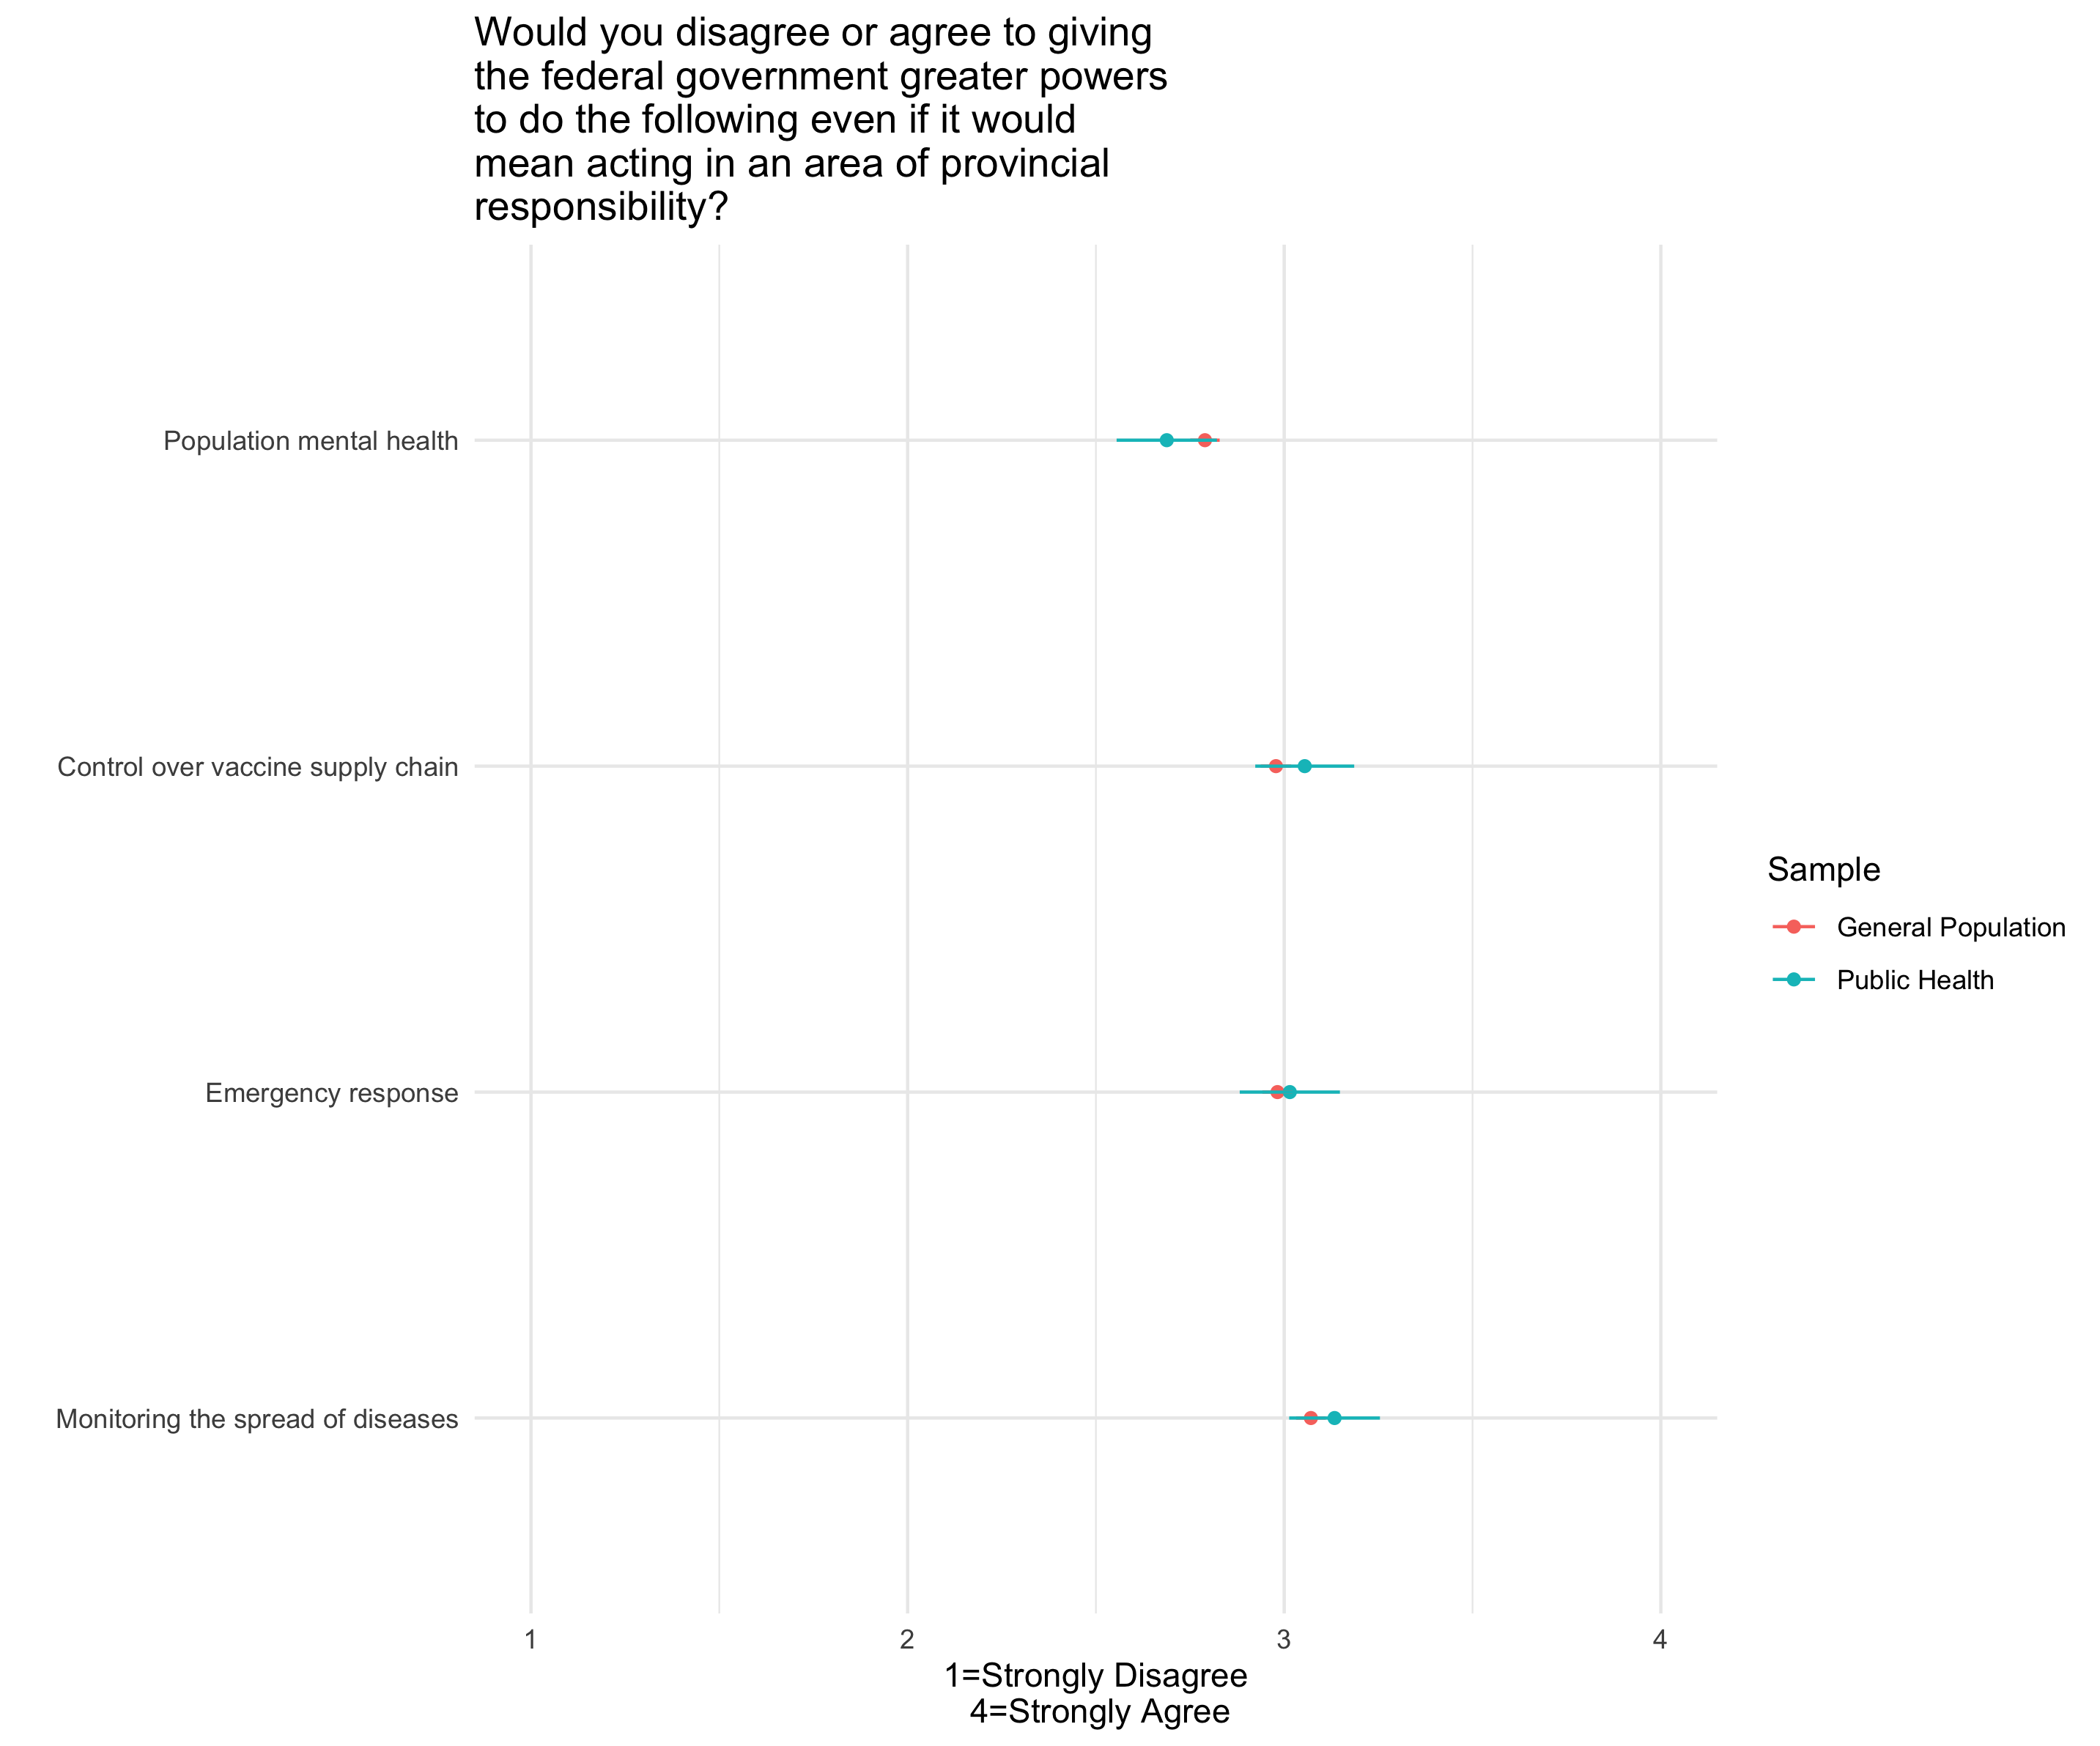 Would you disagree or agree to giving
the federal government greater powers
to do the following even if it would
mean acting in an area of provincial
responsibility?
Population mental health
Control over vaccine supply chain
Emergency response
Monitoring the spread of diseases
1 2 3 4
1=Strongly Disagree
4=Strongly Agree
Sample
General Population
Public Health